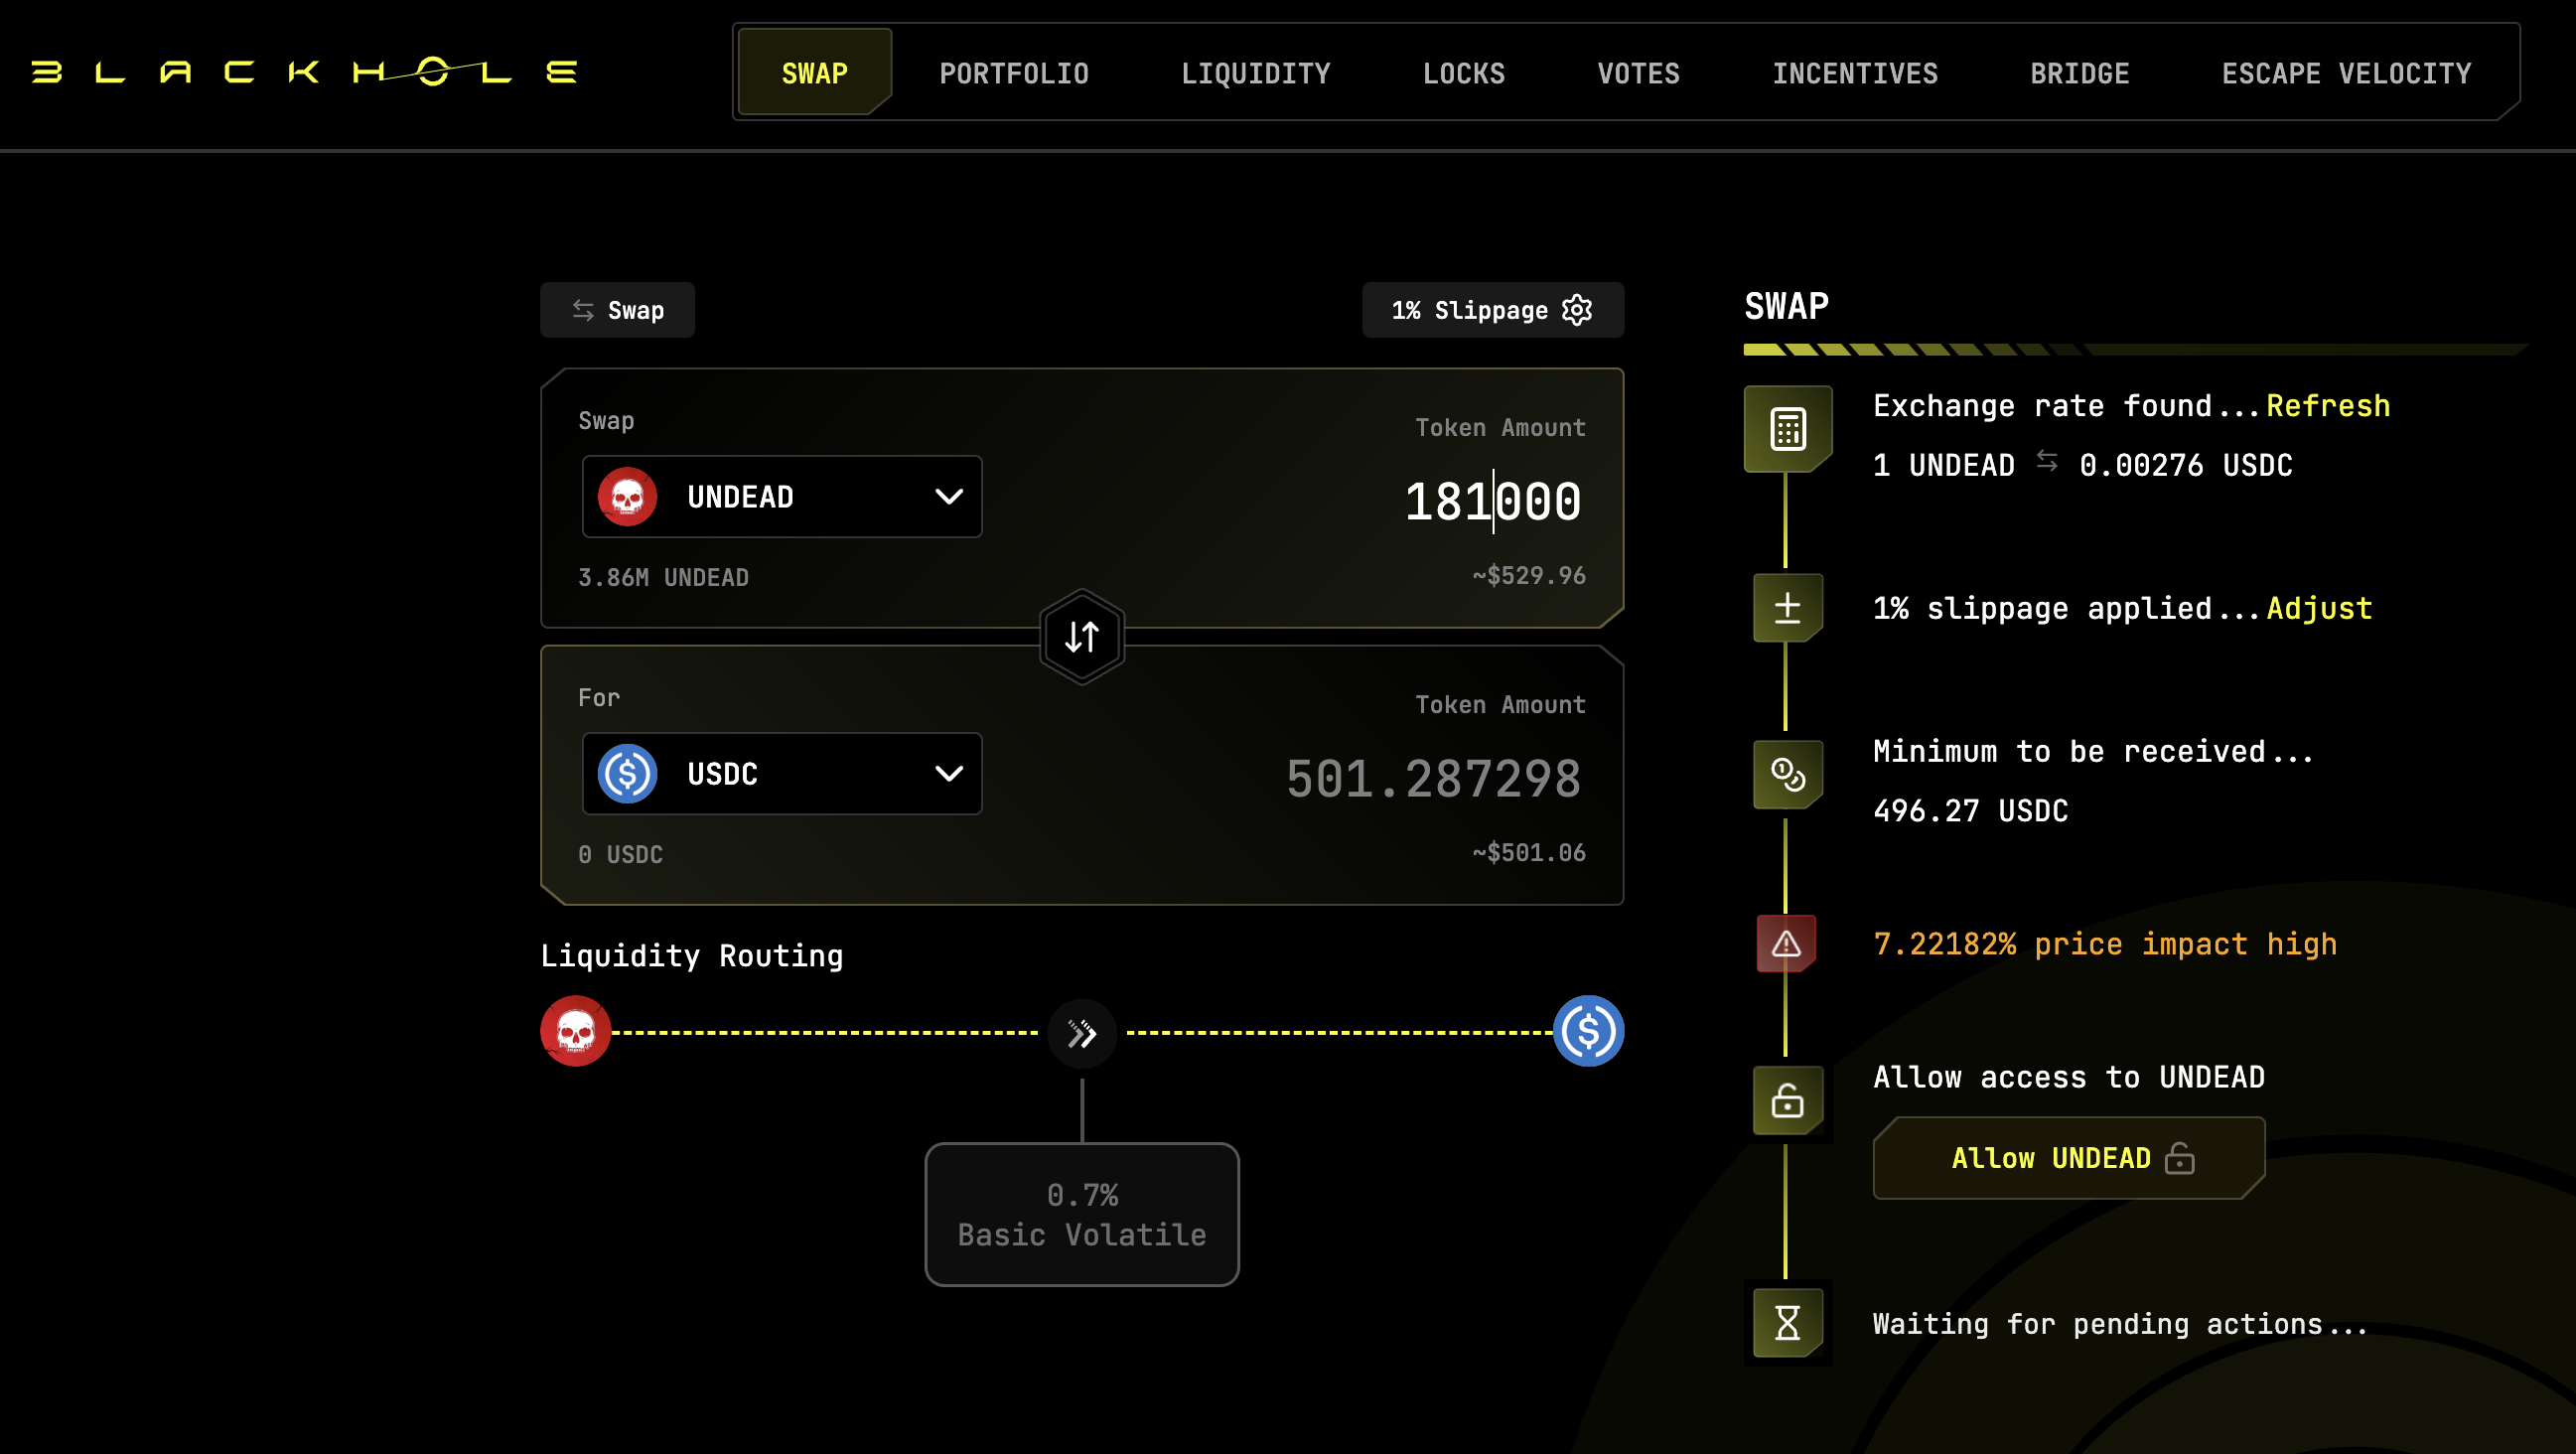 BLACKHOLE
SWAP
PORTFOLIO
LIQUIDITY
LOCKS
VOTES
INCENTIVES
BRIDGE
ESCAPE VELOCITY
Swap
1% Slippage
Swap
Token Amount
UNDEAD
181000
3.86M UNDEAD
~$529.96
For
Token Amount
USDC
501.287298
0 USDC
~$501.06
Liquidity Routing
0.7%
Basic Volatile
SWAP
Exchange rate found...Refresh
1 UNDEAD ⇆ 0.00276 USDC
1% slippage applied...Adjust
Minimum to be received...
496.27 USDC
7.22182% price impact high
Allow access to UNDEAD
Allow UNDEAD
Waiting for pending actions...